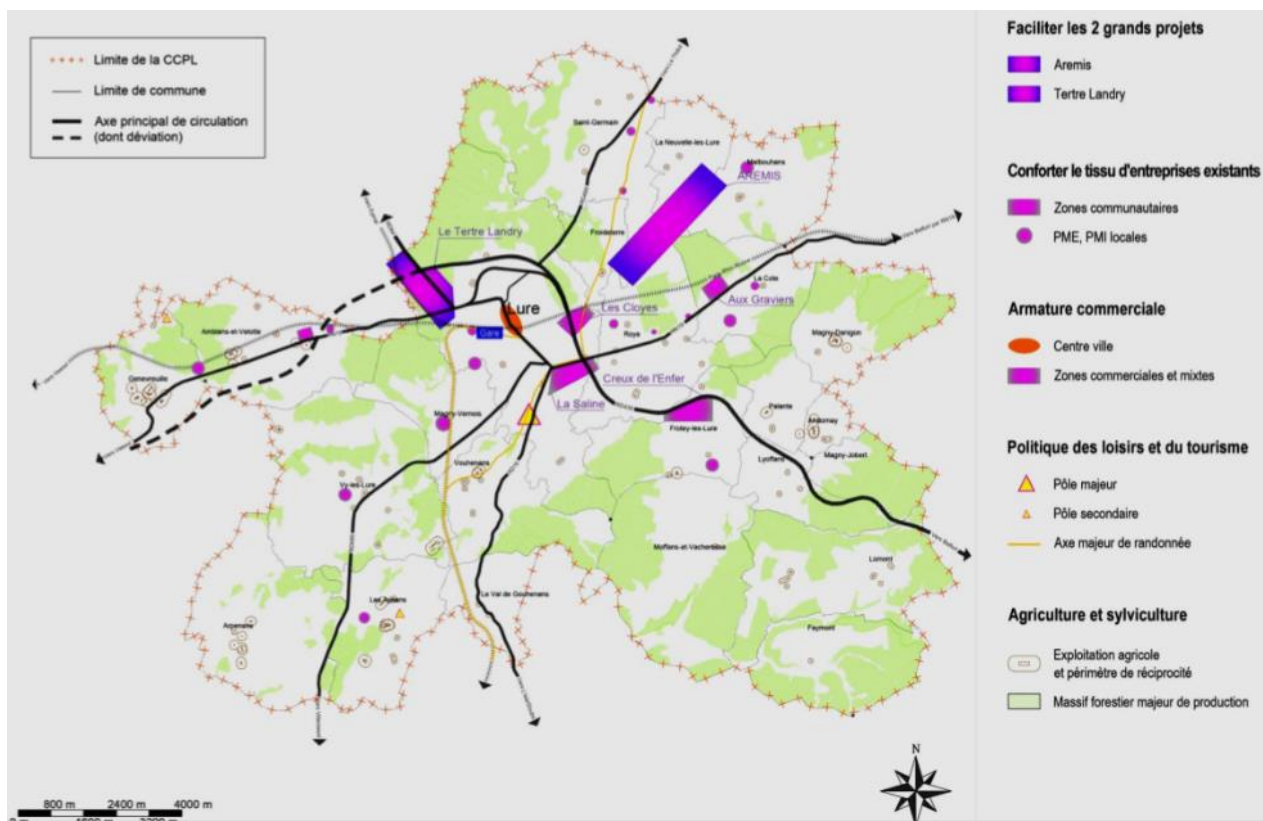 Limite de la CCPL
Limite de commune
Axe principal de circulation
(dont déviation)
Faciliter les 2 grands projets
Aremis
Tertre Landry
Conforter le tissu d'entreprises existants
Zones communautaires
PME, PMI locales
Armature commerciale
Centre ville
Zones commerciales et mixtes
Politique des loisirs et du tourisme
Pôle majeur
Pôle secondaire
Axe majeur de randonnée
Agriculture et sylviculture
Exploitation agricole
et périmètre de réciprocité
Massif forestier majeur de production
Saint-Germain
La Neuvelle-les-Lure
Malbouhans
AREMIS
Froideterre
Le Tertre Landry
Lure
Gare
Les Cloyes
Aux Graviers
La Cote
Roye
Magny-Danigon
Amblans-et-Velotte
Genevreuille
Creux de l'Enfer
La Saline
Magny-Vernois
Frotey-les-Lure
Palante
Andornay
Magny-Jobert
Lyoffans
Vouhenans
Vy-les-Lure
Moffans-et-Vacheresse
Lomont
Le Val de Gouhenans
Les Aynans
Arpenans
Faymont
N
800 m 2400 m 4000 m